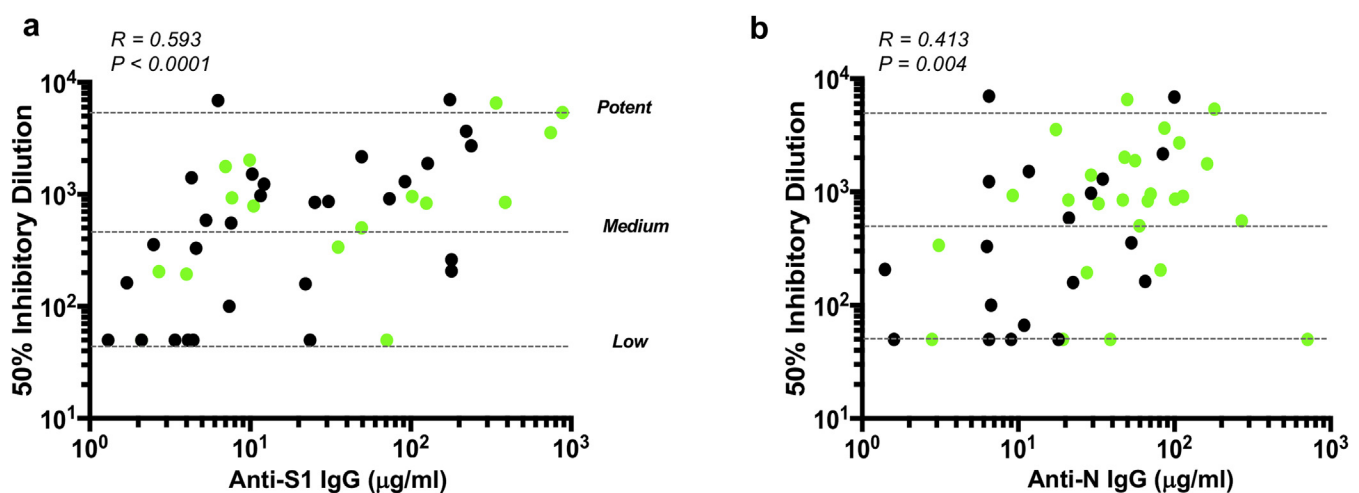 a
R = 0.593
P < 0.0001
10⁴
10³
10²
10¹
50% Inhibitory Dilution
Potent
Medium
Low
10⁰ 10¹ 10² 10³
Anti-S1 IgG (μg/ml)
b
R = 0.413
P = 0.004
10⁴
10³
10²
10¹
50% Inhibitory Dilution
10⁰ 10¹ 10² 10³
Anti-N IgG (μg/ml)